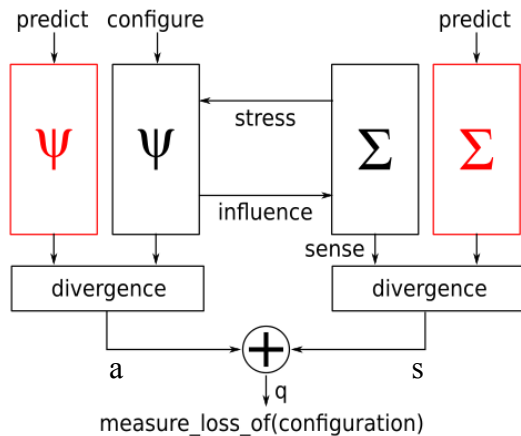 predict configure predict
Ψ Ψ Σ Σ
stress
influence
sense
divergence divergence
+
a s
q
measure_loss_of(configuration)